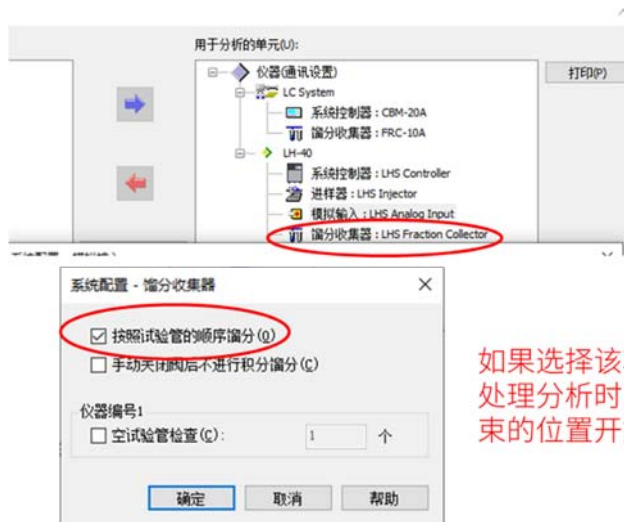 用于分析的单元(U):
仪器(通讯设置)
打印(P)
LC System
系统控制器 : CBM-20A
馏分收集器 : FRC-10A
LH-40
系统控制器 : LHS Controller
进样器 : LHS Injector
模拟输入 : LHS Analog Input
馏分收集器 : LHS Fraction Collector
系统配置 - 馏分收集器
按照试验管的顺序馏分(Q)
手动关闭阀后不进行积分馏分(C)
仪器编号1
空试验管检查(C):
1
个
确定
取消
帮助
如果选择该
处理分析时
束的位置开